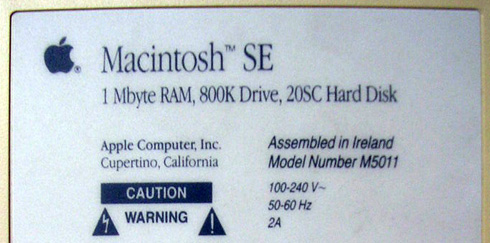 Macintosh™ SE
1 Mbyte RAM, 800K Drive, 20SC Hard Disk
Apple Computer, Inc.
Cupertino, California
Assembled in Ireland
Model Number M5011
CAUTION
WARNING
100-240 V~
50-60 Hz
2A